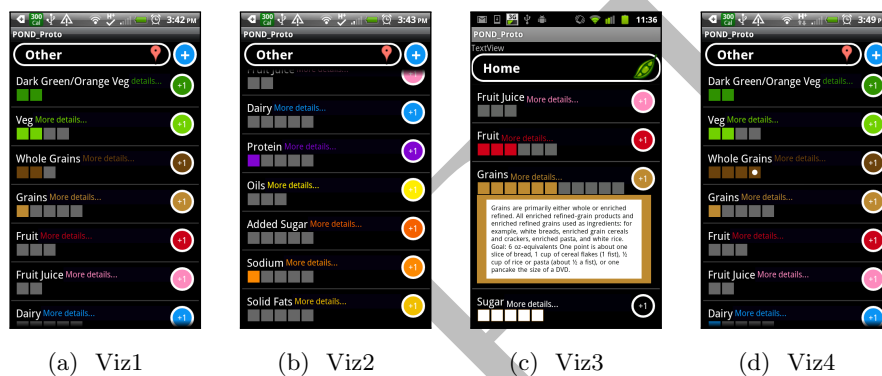 300 Cal H+ 3:42 PM
POND_Proto
Other
+
Dark Green/Orange Veg details...
+1
Veg More details...
+1
Whole Grains More details...
+1
Grains More details...
+1
Fruit More details...
+1
Fruit Juice More details...
+1
Dairy More details...
+1
(a) Viz1
300 Cal H+ 3:43 PM
POND_Proto
Other
+
Fruit Juice More details...
+1
Dairy More details...
+1
Protein More details...
+1
Oils More details...
+1
Added Sugar More details...
+1
Sodium More details...
+1
Solid Fats More details...
+1
(b) Viz2
3G 11:36
POND_Proto
TextView
Home
Fruit Juice More details...
+1
Fruit More details...
+1
Grains More details...
+1
Grains are primarily either whole or enriched
refined. All enriched refined-grain products and
enriched refined grains used as ingredients: for
example, white breads, enriched grain cereals
and crackers, enriched pasta, and white rice.
Goal: 6 oz-equivalents One point is about one
slice of bread, 1 cup of cereal flakes (1 fist), ½
cup of rice or pasta (about ½ a fist), or one
pancake the size of a DVD.
Sugar More details...
+1
(c) Viz3
300 Cal H+ 3:49 PM
POND_Proto
Other
+
Dark Green/Orange Veg details...
+1
Veg More details...
+1
Whole Grains More details...
+1
Grains More details...
+1
Fruit More details...
+1
Fruit Juice More details...
+1
Dairy More details...
+1
(d) Viz4